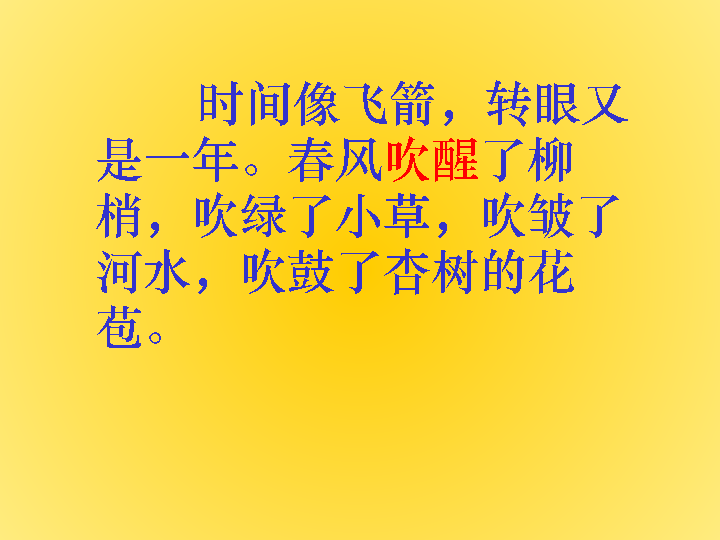 时间像飞箭，转眼又
是一年。春风吹醒了柳
梢，吹绿了小草，吹皱了
河水，吹鼓了杏树的花
苞。